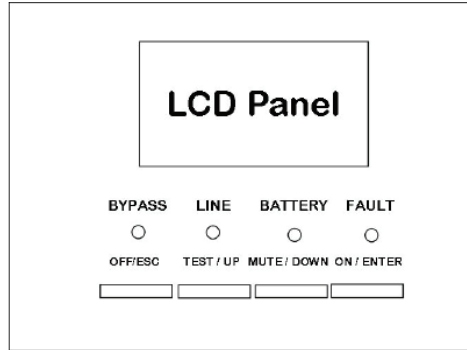 LCD Panel
BYPASS LINE BATTERY FAULT
OFF/ESC TEST / UP MUTE / DOWN ON / ENTER